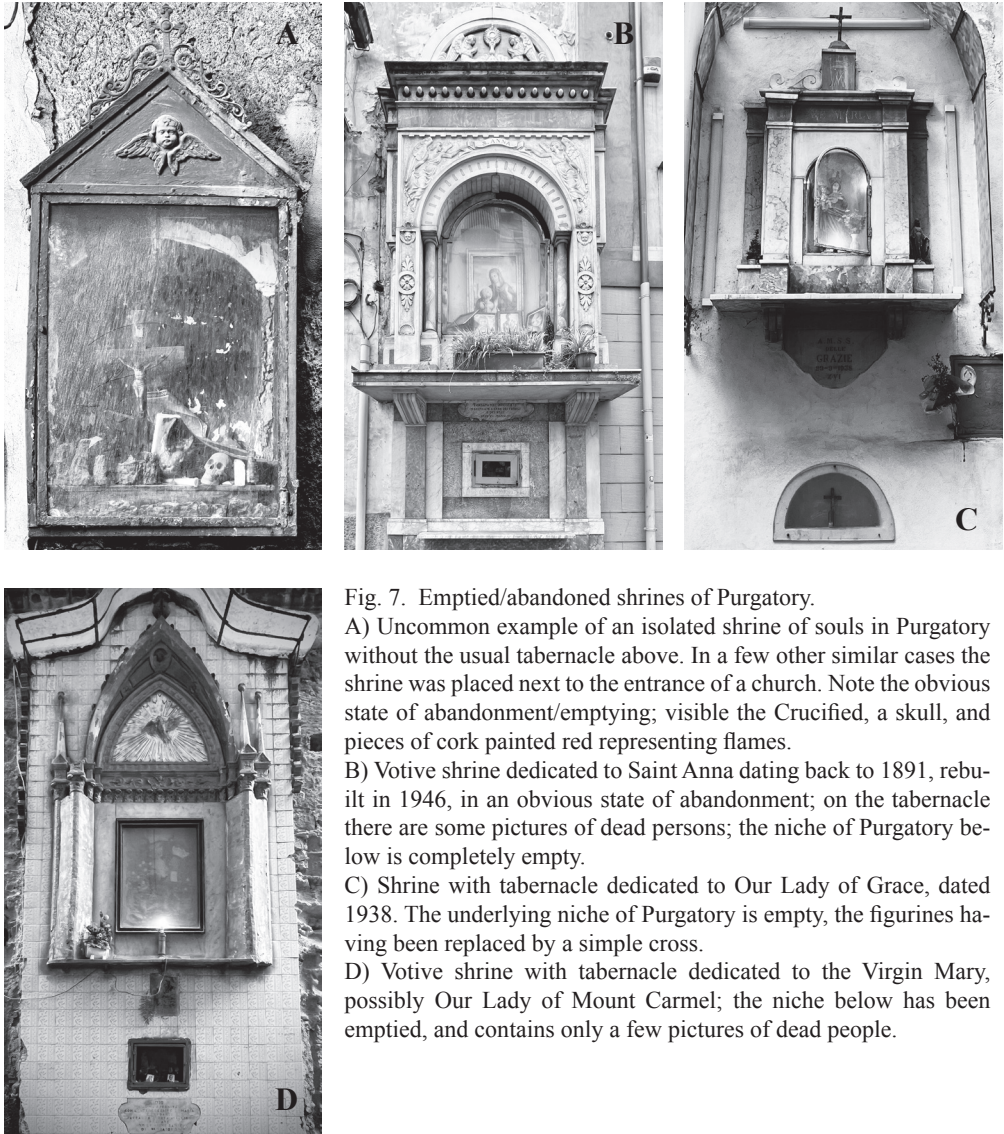 A
B
C
GRAZIE
D
Fig. 7. Emptied/abandoned shrines of Purgatory.
A) Uncommon example of an isolated shrine of souls in Purgatory
without the usual tabernacle above. In a few other similar cases the
shrine was placed next to the entrance of a church. Note the obvious
state of abandonment/emptying; visible the Crucified, a skull, and
pieces of cork painted red representing flames.
B) Votive shrine dedicated to Saint Anna dating back to 1891, rebu-
ilt in 1946, in an obvious state of abandonment; on the tabernacle
there are some pictures of dead persons; the niche of Purgatory be-
low is completely empty.
C) Shrine with tabernacle dedicated to Our Lady of Grace, dated
1938. The underlying niche of Purgatory is empty, the figurines ha-
ving been replaced by a simple cross.
D) Votive shrine with tabernacle dedicated to the Virgin Mary,
possibly Our Lady of Mount Carmel; the niche below has been
emptied, and contains only a few pictures of dead people.